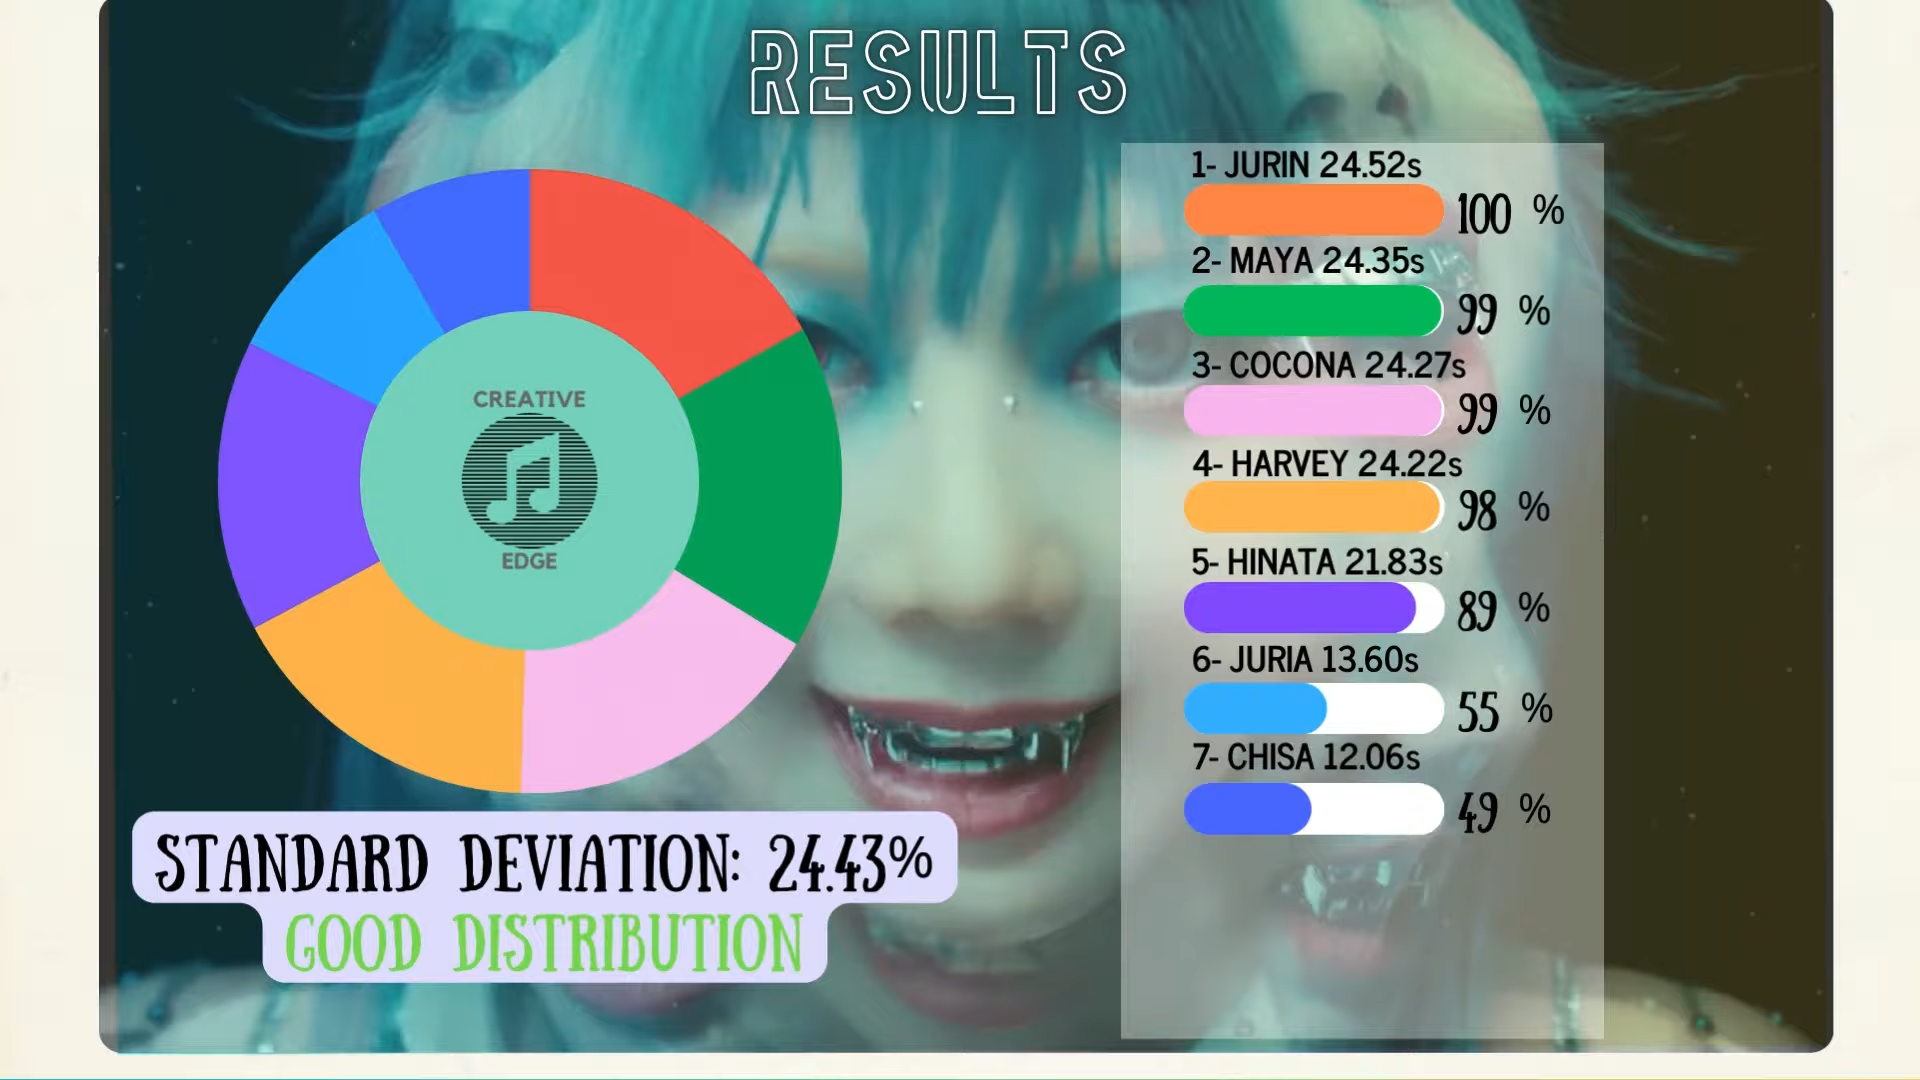 RESULTS
CREATIVE
EDGE
STANDARD DEVIATION: 24.43%
GOOD DISTRIBUTION
1- JURIN 24.52s
100 %
2- MAYA 24.35s
99 %
3- COCONA 24.27s
99 %
4- HARVEY 24.22s
98 %
5- HINATA 21.83s
89 %
6- JURIA 13.60s
55 %
7- CHISA 12.06s
49 %